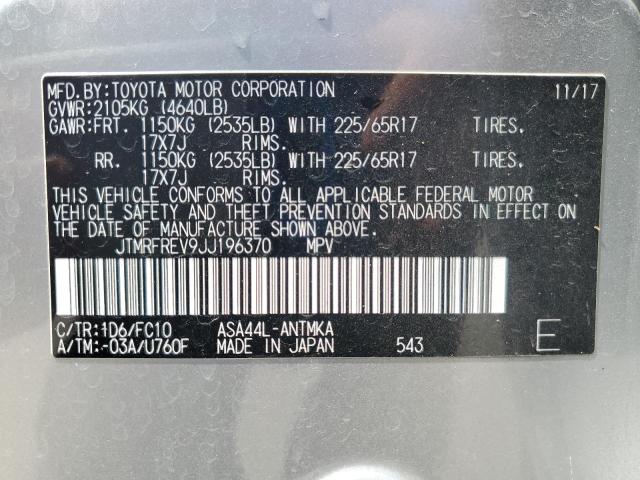 MFD.BY:TOYOTA MOTOR CORPORATION 11/17
GVWR:2105KG (4640LB)
GAWR:FRT. 1150KG (2535LB) WITH 225/65R17 TIRES.
17X7J RIMS.
RR. 1150KG (2535LB) WITH 225/65R17 TIRES.
17X7J RIMS.
THIS VEHICLE CONFORMS TO ALL APPLICABLE FEDERAL MOTOR
VEHICLE SAFETY AND THEFT PREVENTION STANDARDS IN EFFECT ON
THE DATE OF MANUFACTURE SHOWN ABOVE.
JTMRFREV9JJ196370 MPV
C/TR:1D6/FC10 ASA44L-ANTMKA
A/TM:-03A/U760F MADE IN JAPAN 543 E